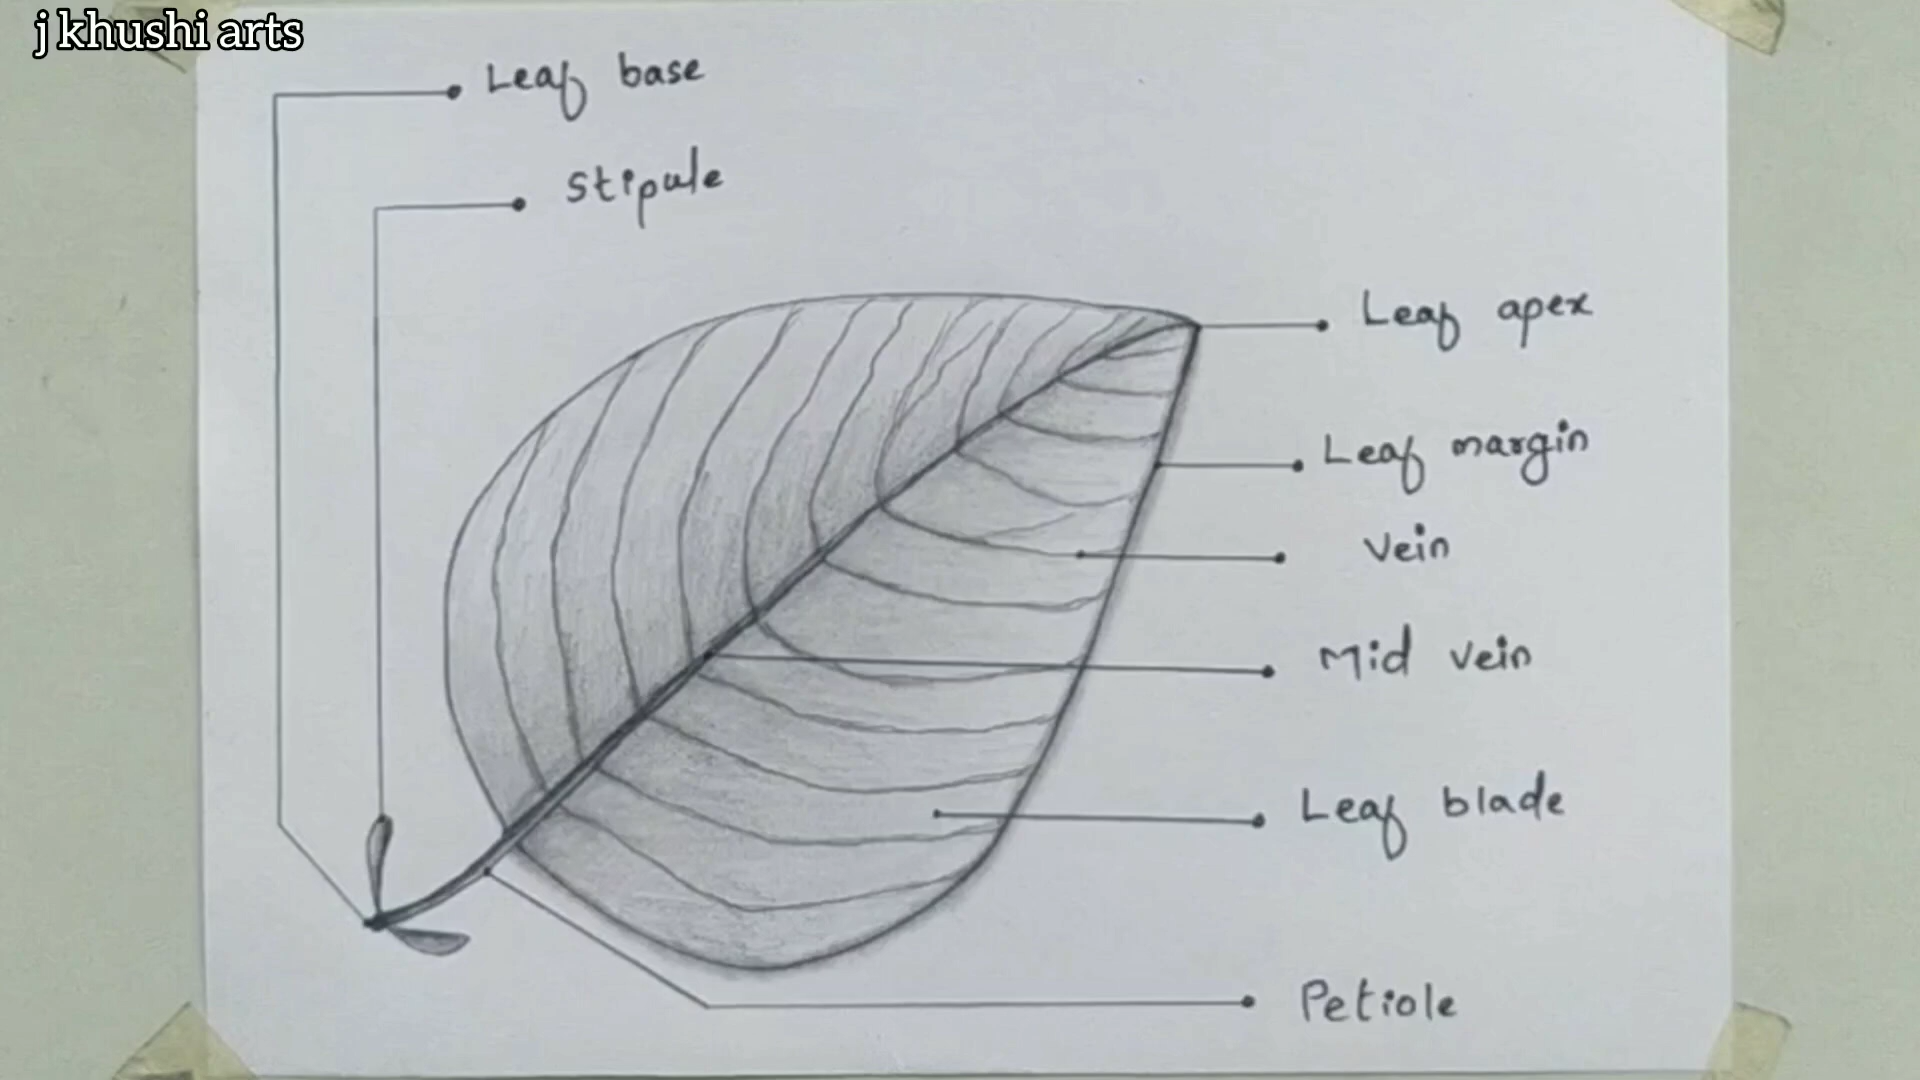 j khushi arts
Leaf base
Stipule
Leaf apex
Leaf margin
Vein
Mid vein
Leaf blade
Petiole